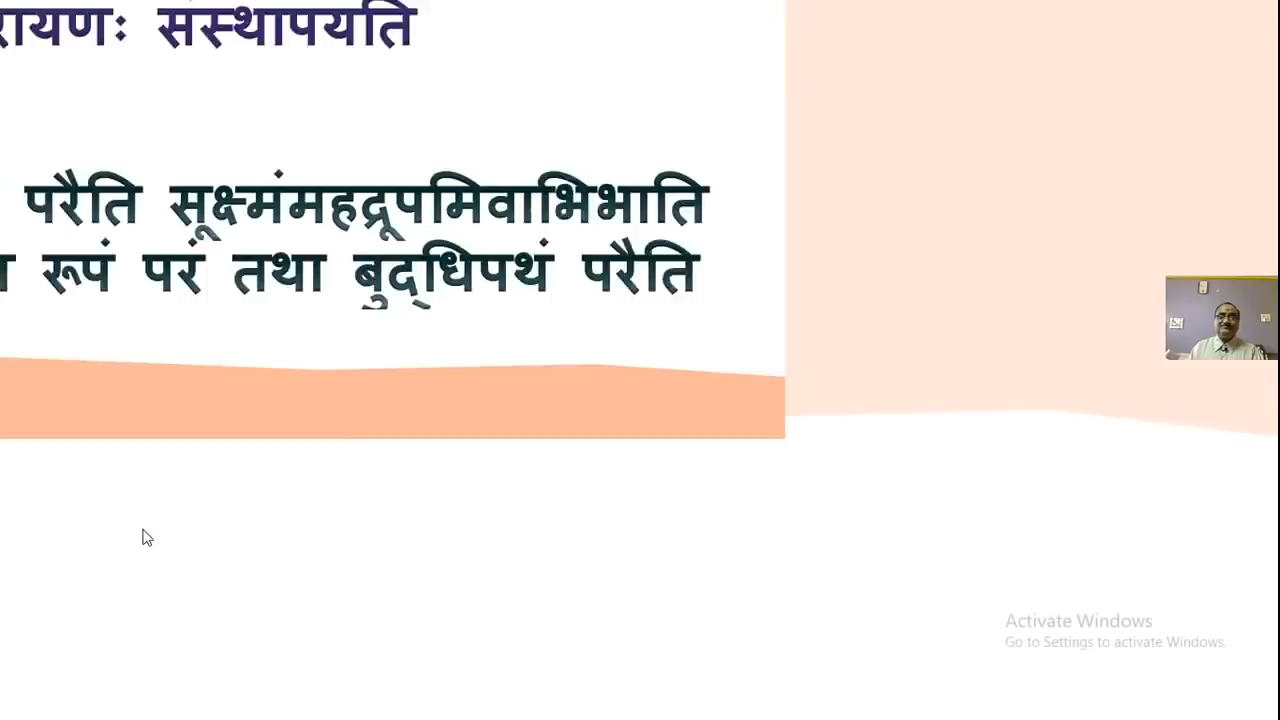 रायणः संस्थापयति
परैति सूक्ष्मंमहद्रूपमिवाभिभाति
रूपं परं तथा बुद्धिपथं परैति
Activate Windows
Go to Settings to activate Windows.